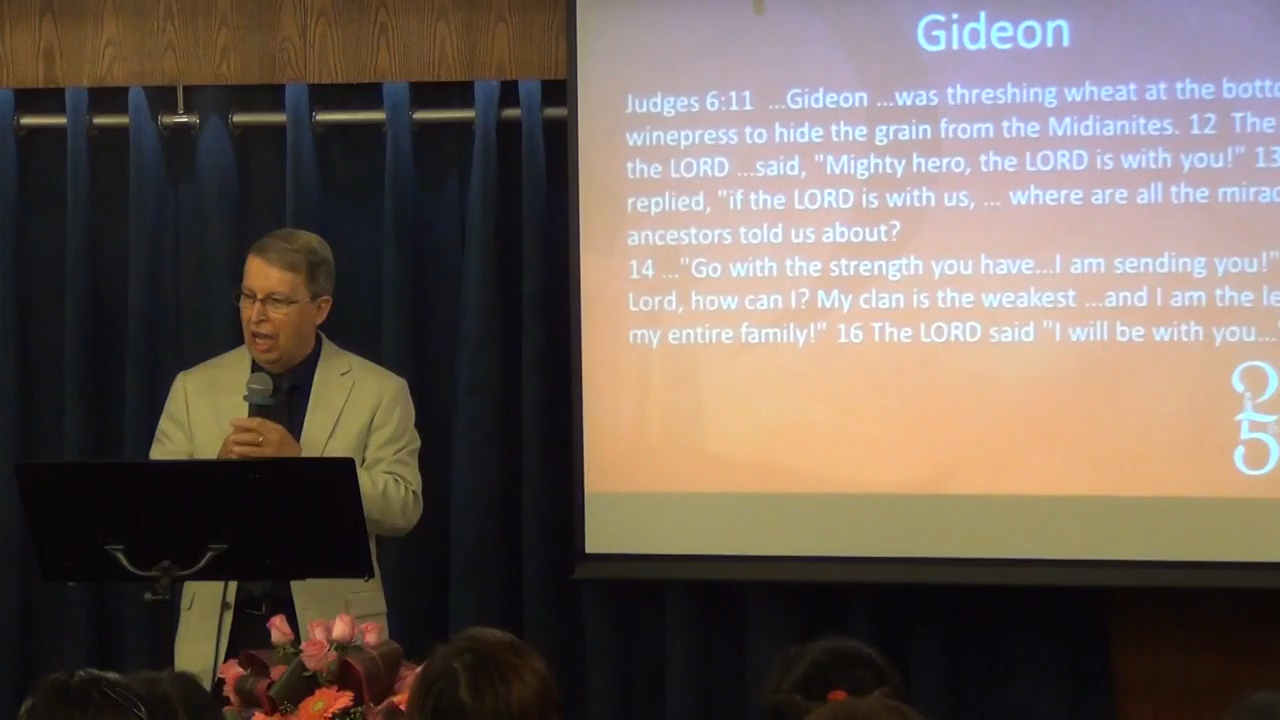 Gideon
Judges 6:11 ...Gideon ...was threshing wheat at the
winepress to hide the grain from the Midianites. 12 The
the LORD ...said, "Mighty hero, the LORD is with you!" 13
replied, "if the LORD is with us, ... where are all the
ancestors told us about?
14 ..."Go with the strength you have...I am sending you!"
Lord, how can I? My clan is the weakest ...and I am the
my entire family!" 16 The LORD said "I will be with you...
2
5